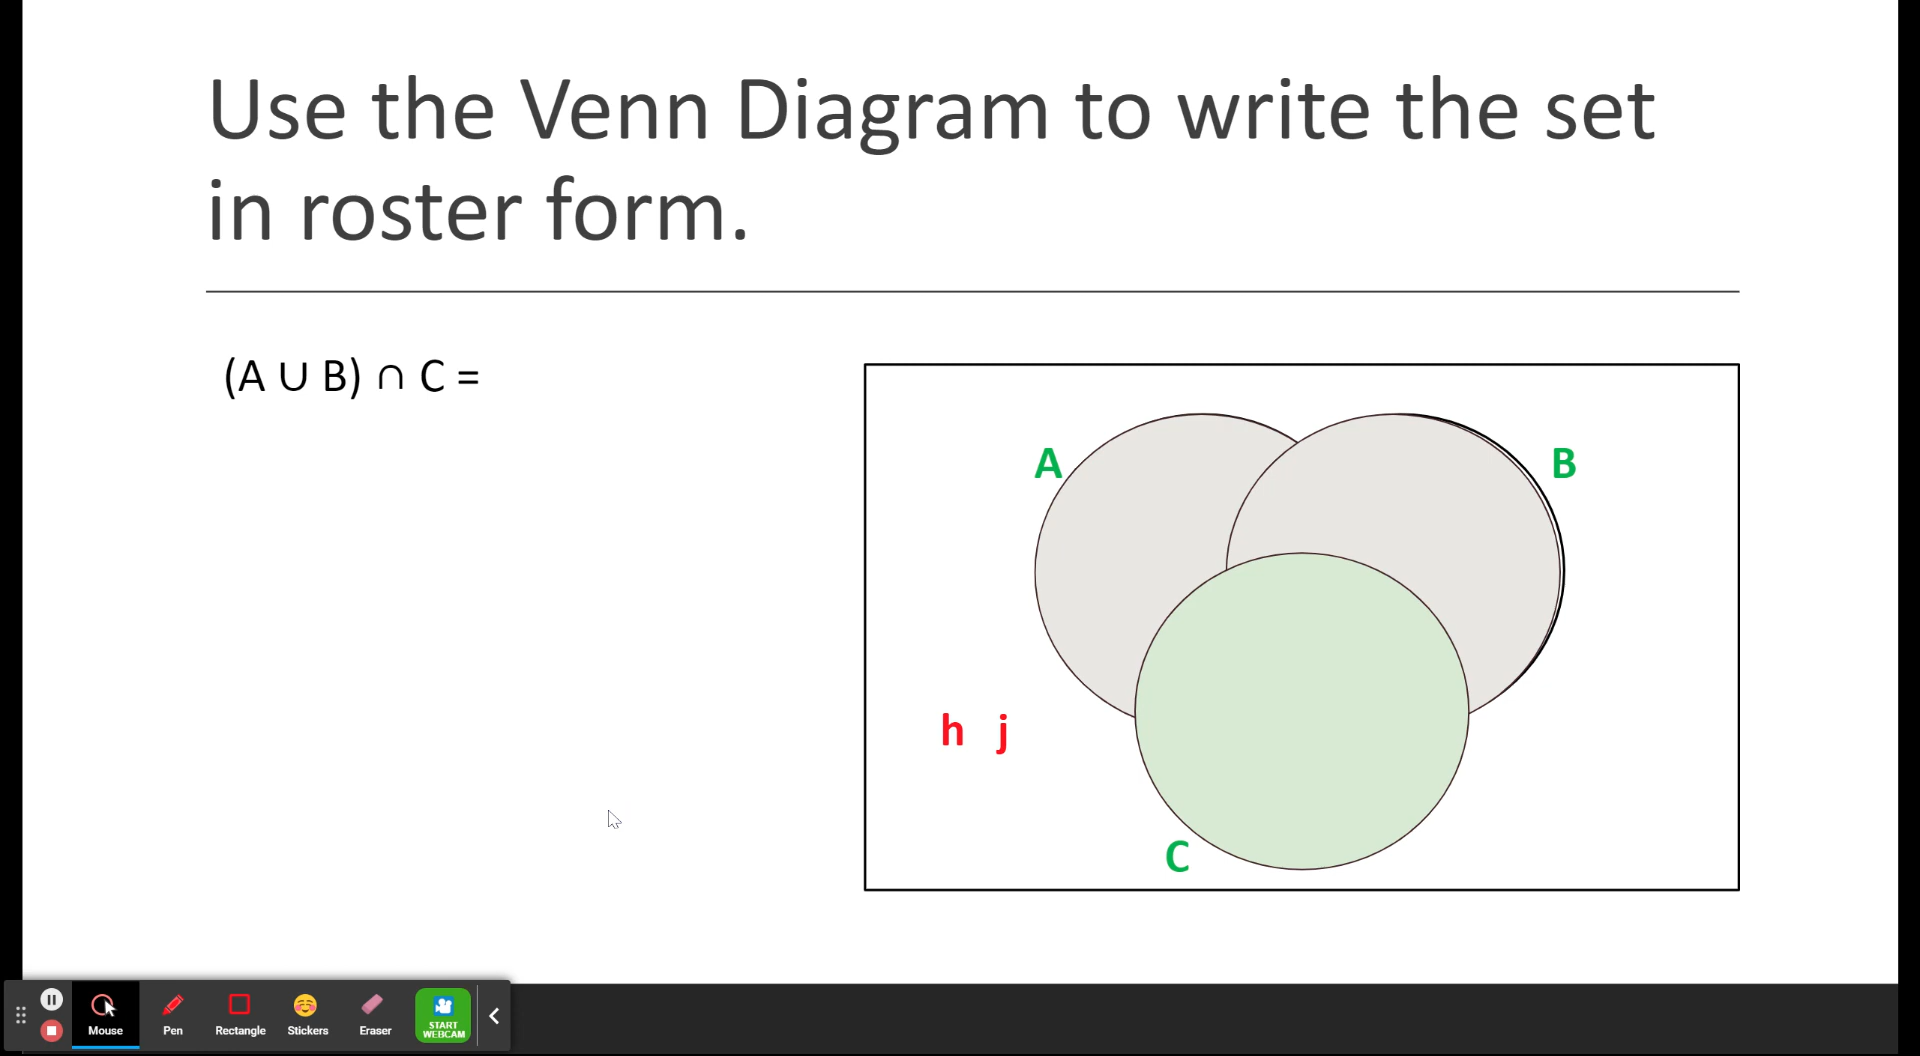 Use the Venn Diagram to write the set
in roster form.
(A ∪ B) ∩ C =
A
B
h j
C
Mouse
Pen
Rectangle
Stickers
Eraser
START
WEBCAM